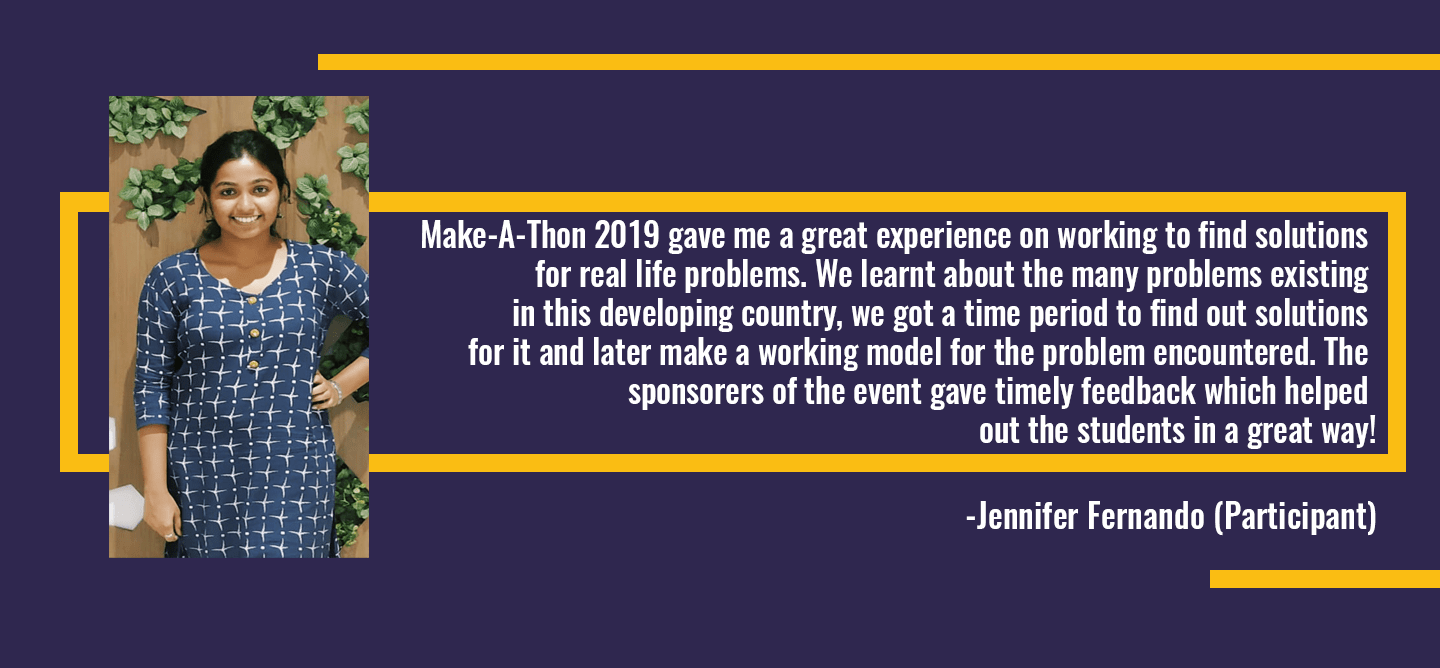 Make-A-Thon 2019 gave me a great experience on working to find solutions
for real life problems. We learnt about the many problems existing
in this developing country, we got a time period to find out solutions
for it and later make a working model for the problem encountered. The
sponsorers of the event gave timely feedback which helped
out the students in a great way!
-Jennifer Fernando (Participant)